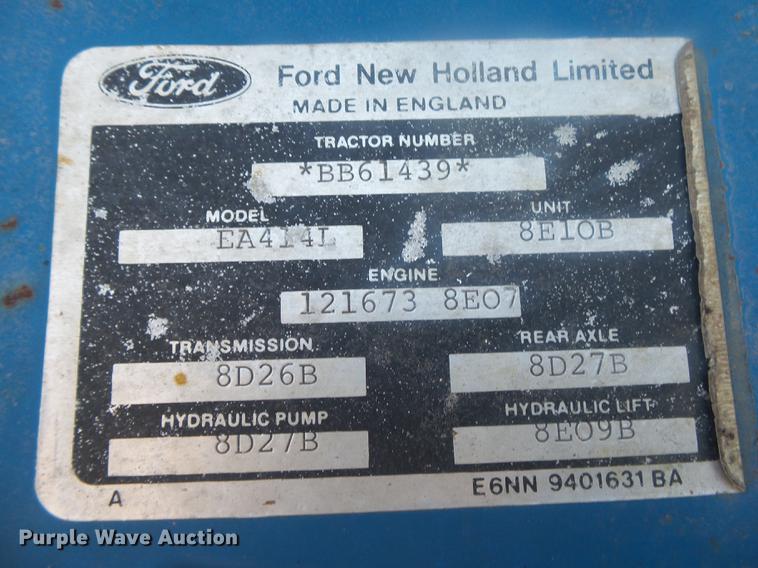 Ford
Ford New Holland Limited
MADE IN ENGLAND
TRACTOR NUMBER
*BB61439*
MODEL
UNIT
EA414L
8E10B
ENGINE
121673 8E07
TRANSMISSION
REAR AXLE
8D26B
8D27B
HYDRAULIC PUMP
HYDRAULIC LIFT
8D27B
8E09B
A
E6NN 9401631 BA
Purple Wave Auction